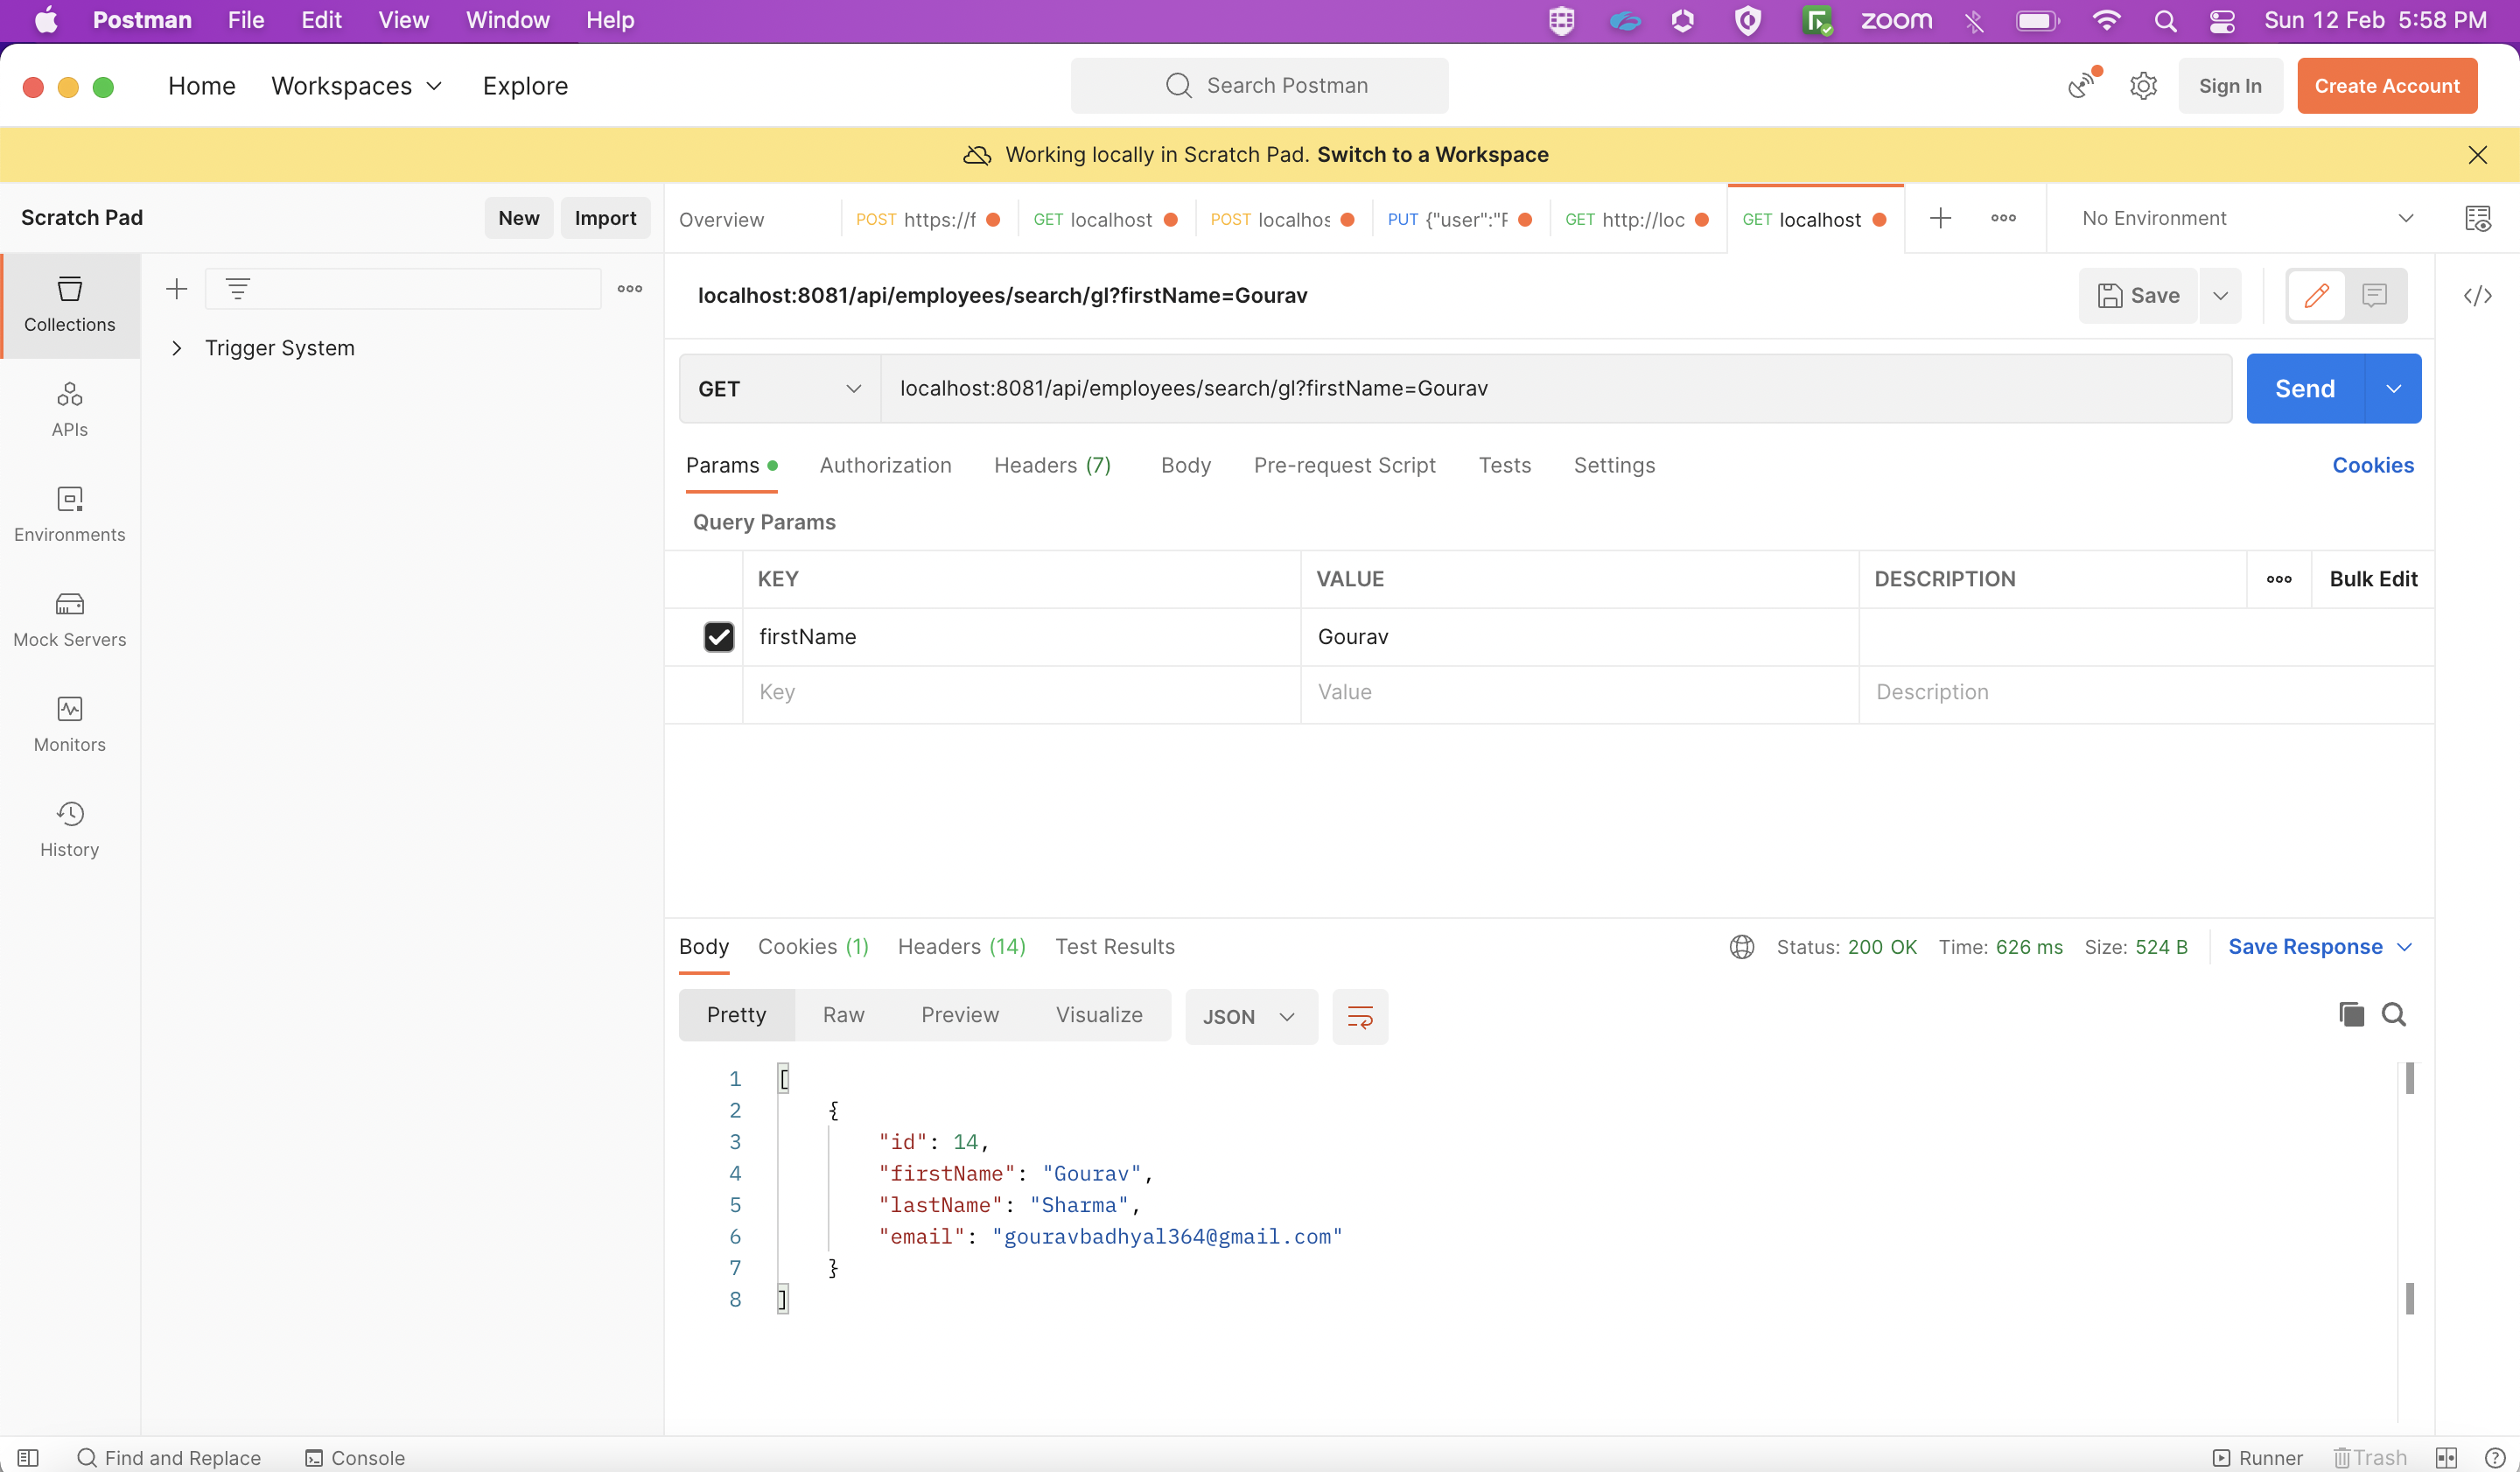 Postman File Edit View Window Help zoom Sun 12 Feb 5:58 PM
Home Workspaces Explore Search Postman Sign In Create Account
Working locally in Scratch Pad. Switch to a Workspace
Scratch Pad New Import Overview POST https://f GET localhost POST localhos PUT {"user":"F GET http://loc GET localhost No Environment
localhost:8081/api/employees/search/gl?firstName=Gourav Save
Collections
Trigger System
GET localhost:8081/api/employees/search/gl?firstName=Gourav Send
APIs
Params Authorization Headers (7) Body Pre-request Script Tests Settings Cookies
Query Params
Environments
KEY VALUE DESCRIPTION Bulk Edit
Mock Servers
firstName Gourav
Key Value Description
Monitors
History
Body Cookies (1) Headers (14) Test Results Status: 200 OK Time: 626 ms Size: 524 B Save Response
Pretty Raw Preview Visualize JSON
1 [
2 {
3 "id": 14,
4 "firstName": "Gourav",
5 "lastName": "Sharma",
6 "email": "gouravbadhyal364@gmail.com"
7 }
8 ]
Find and Replace Console Runner Trash